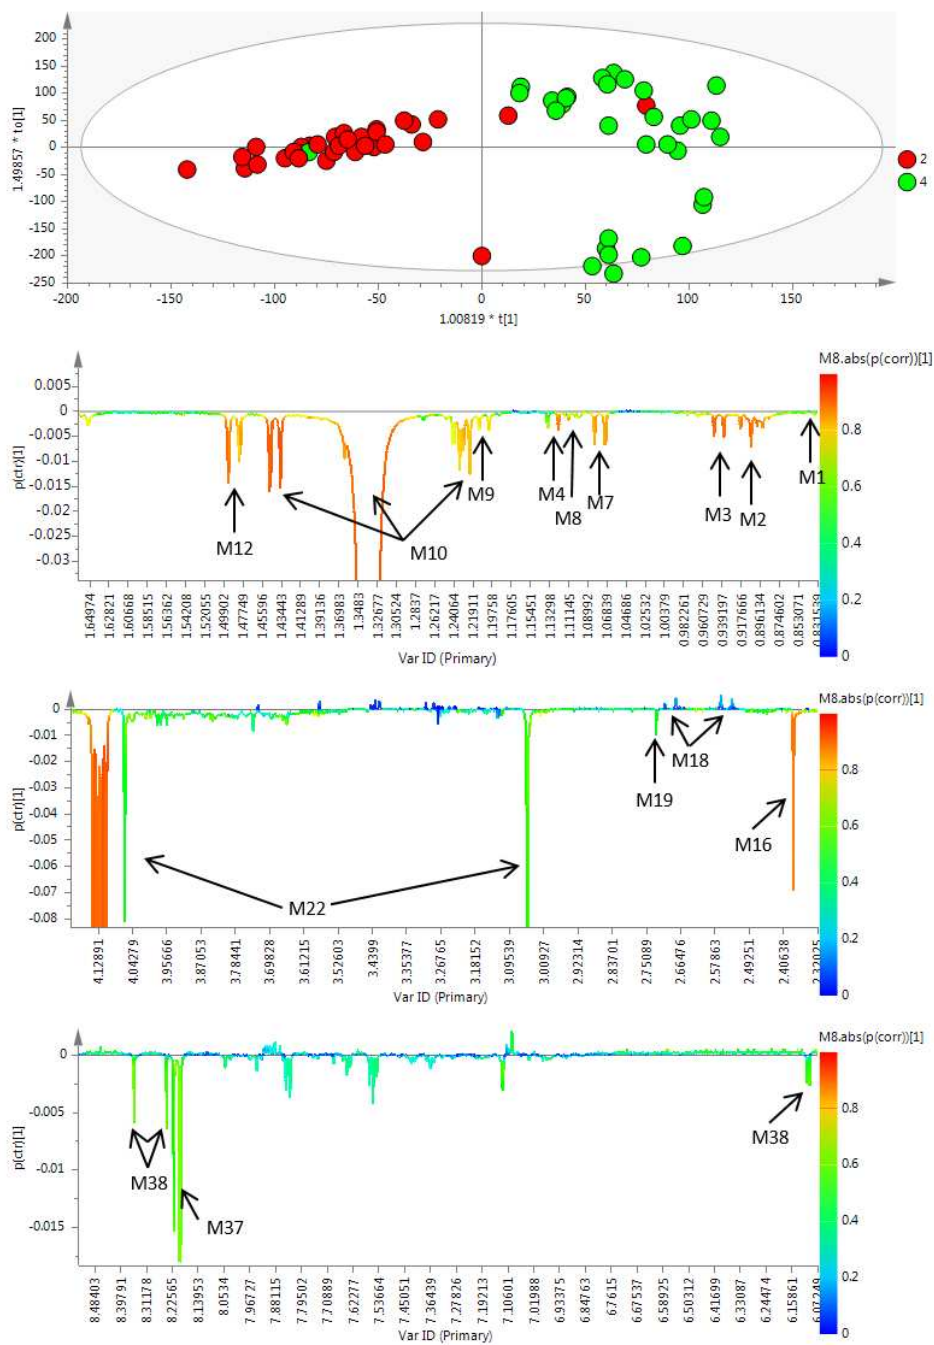 200
150
100
50
0
-50
-100
-150
-200
-250
1.49857 * to[1]
-200 -150 -100 -50 0 50 100 150
1.00819 * t[1]
2
4
M8.abs(p(corr))[1]
0.005
0
-0.005
-0.01
-0.015
-0.02
-0.025
-0.03
p(ctr)[1]
M12
M10
M9
M4
M8
M7
M3
M2
M1
0.8
0.6
0.4
0.2
0
1.64974 1.62821 1.60668 1.58515 1.56362 1.54208 1.52055 1.49902 1.47749 1.45596 1.43443 1.41289 1.39136 1.36983 1.3483 1.32677 1.30524 1.2837 1.26217 1.24064 1.21911 1.19758 1.17605 1.15451 1.13298 1.11145 1.08992 1.06839 1.04686 1.02532 1.00379 0.982261 0.960729 0.939197 0.917666 0.896134 0.874602 0.853071 0.831539
Var ID (Primary)
M8.abs(p(corr))[1]
0
-0.01
-0.02
-0.03
-0.04
-0.05
-0.06
-0.07
-0.08
p(ctr)[1]
M22
M19
M18
M16
0.8
0.6
0.4
0.2
0
4.12891 4.04279 3.95666 3.87053 3.78441 3.69828 3.61215 3.52603 3.4399 3.35377 3.26765 3.18152 3.09539 3.00927 2.92314 2.83701 2.75089 2.66476 2.57863 2.49251 2.40638 2.32025
Var ID (Primary)
M8.abs(p(corr))[1]
0
-0.005
-0.01
-0.015
p(ctr)[1]
M38
M37
M38
0.8
0.6
0.4
0.2
0
8.48403 8.39791 8.31178 8.22565 8.13953 8.0534 7.96727 7.88115 7.79502 7.70889 7.62277 7.53664 7.45051 7.36439 7.27826 7.19213 7.10601 7.01988 6.93375 6.84763 6.7615 6.67537 6.58925 6.50312 6.41699 6.33087 6.24474 6.15861 6.07249
Var ID (Primary)